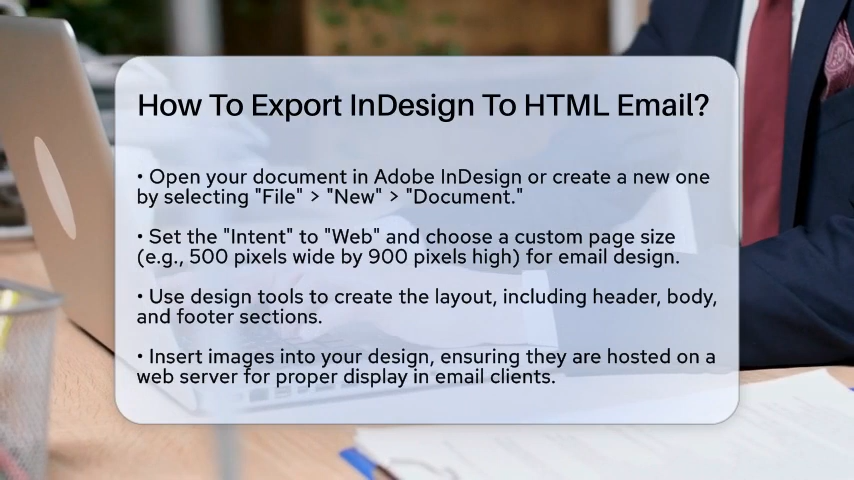 How To Export InDesign To HTML Email?
• Open your document in Adobe InDesign or create a new one
by selecting "File" > "New" > "Document."
• Set the "Intent" to "Web" and choose a custom page size
(e.g., 500 pixels wide by 900 pixels high) for email design.
• Use design tools to create the layout, including header, body,
and footer sections.
• Insert images into your design, ensuring they are hosted on a
web server for proper display in email clients.